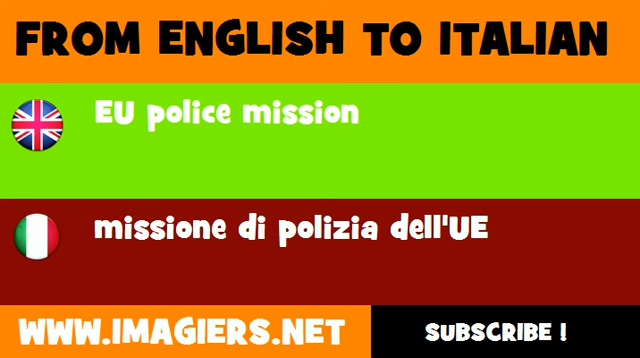 FROM ENGLISH TO ITALIAN
EU police mission
missione di polizia dell'UE
WWW.IMAGIERS.NET
SUBSCRIBE !